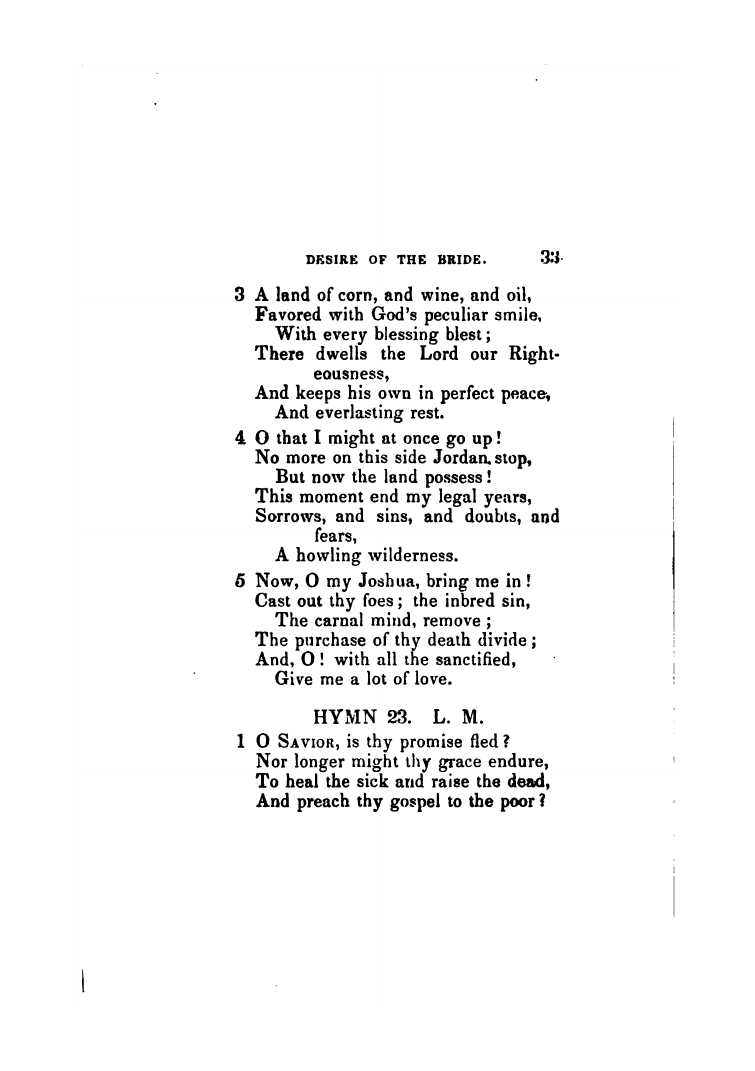 DESIRE OF THE BRIDE. 33
3 A land of corn, and wine, and oil,
Favored with God's peculiar smile,
With every blessing blest;
There dwells the Lord our Right-
eousness,
And keeps his own in perfect peace,
And everlasting rest.
4 O that I might at once go up!
No more on this side Jordan stop,
But now the land possess!
This moment end my legal years,
Sorrows, and sins, and doubts, and
fears,
A howling wilderness.
5 Now, O my Joshua, bring me in!
Cast out thy foes; the inbred sin,
The carnal mind, remove;
The purchase of thy death divide;
And, O! with all the sanctified,
Give me a lot of love.
HYMN 23. L. M.
1 O SAVIOR, is thy promise fled?
Nor longer might thy grace endure,
To heal the sick and raise the dead,
And preach thy gospel to the poor?